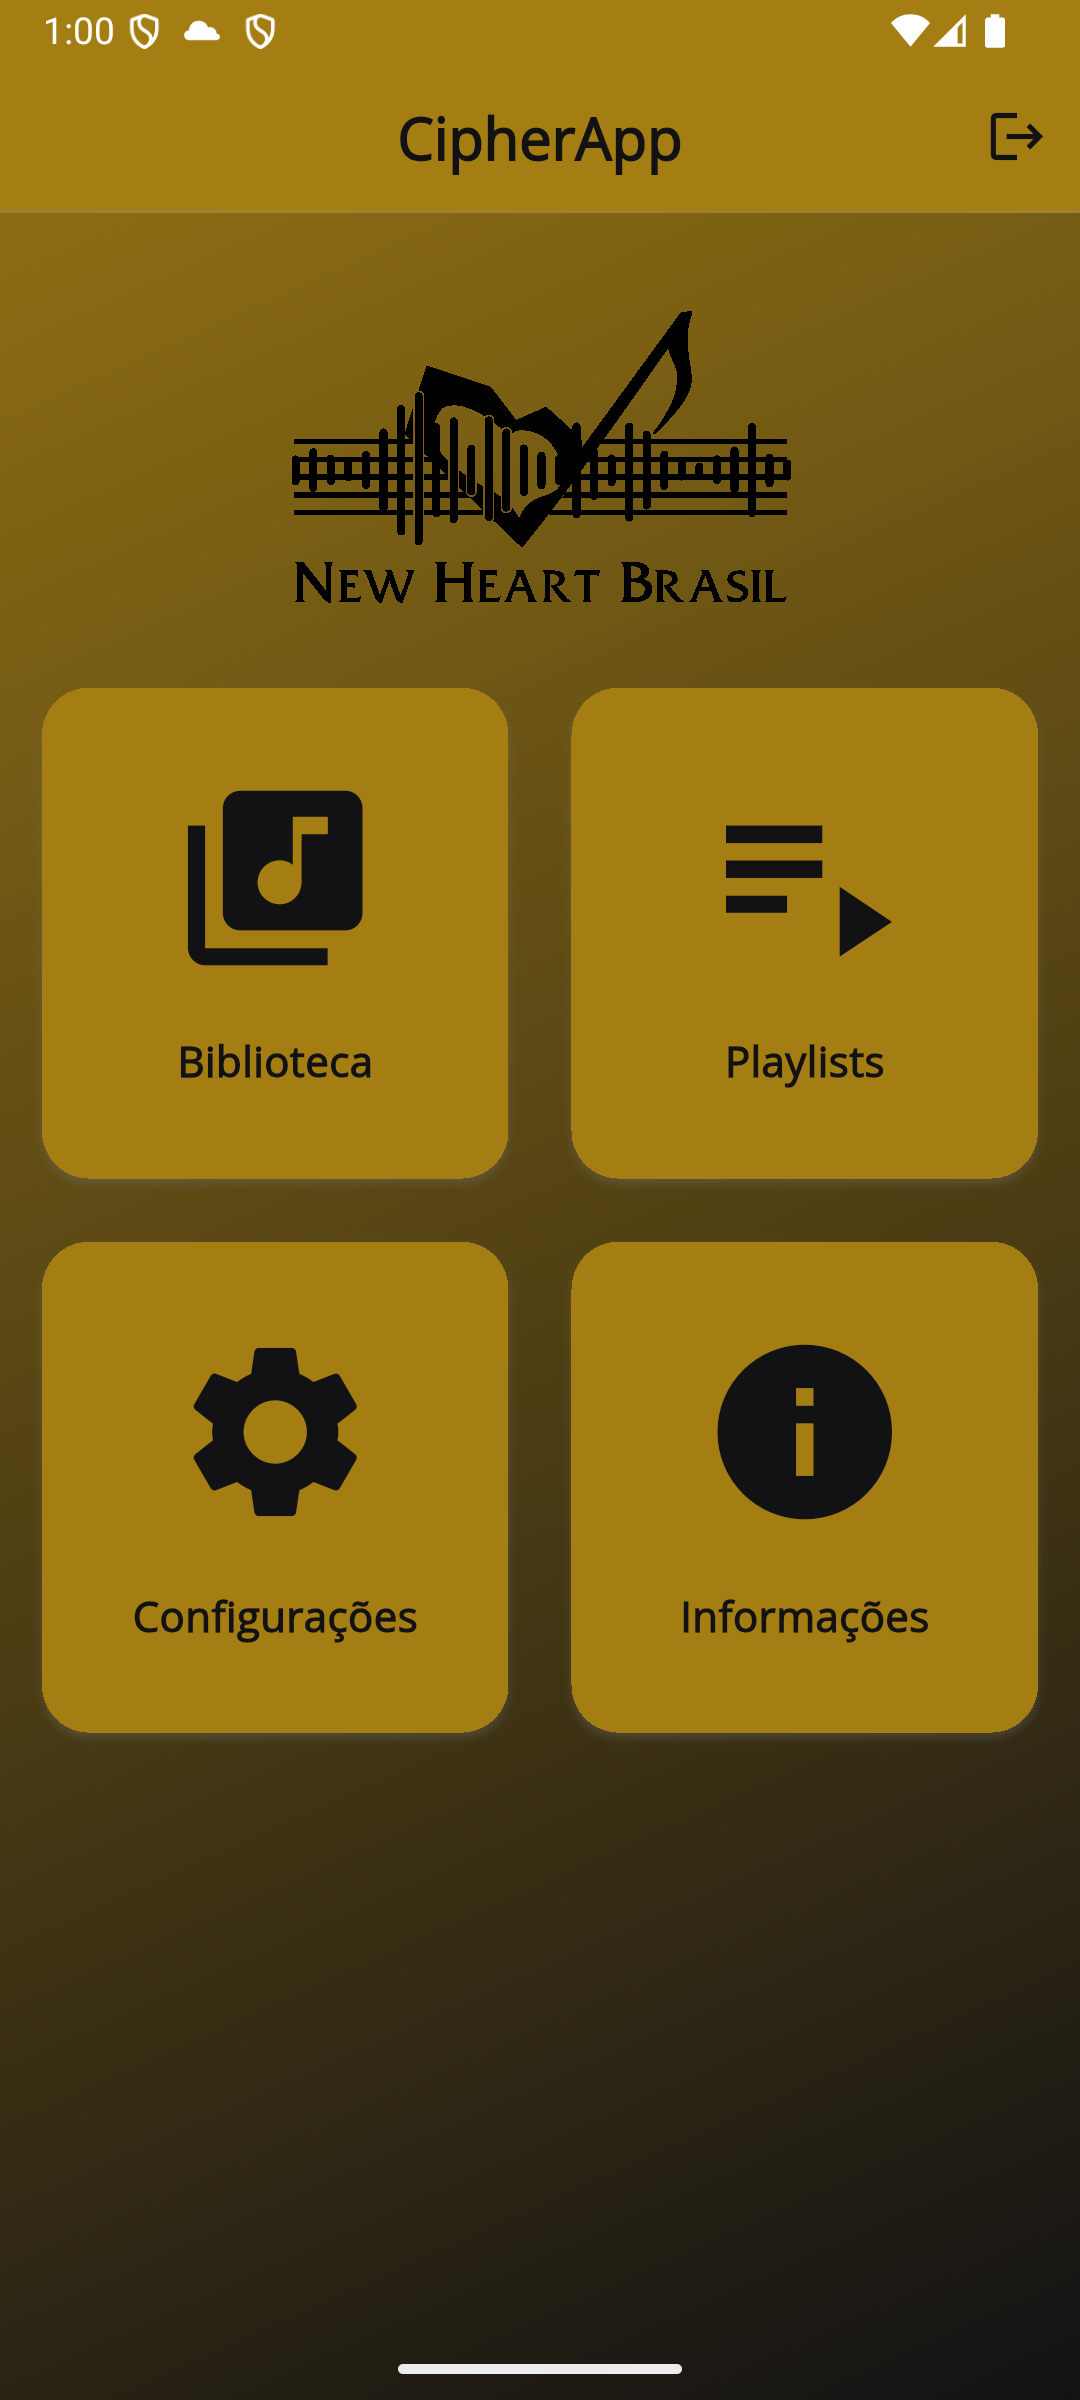 1:00
CipherApp
New Heart Brasil
Biblioteca
Playlists
Configurações
Informações